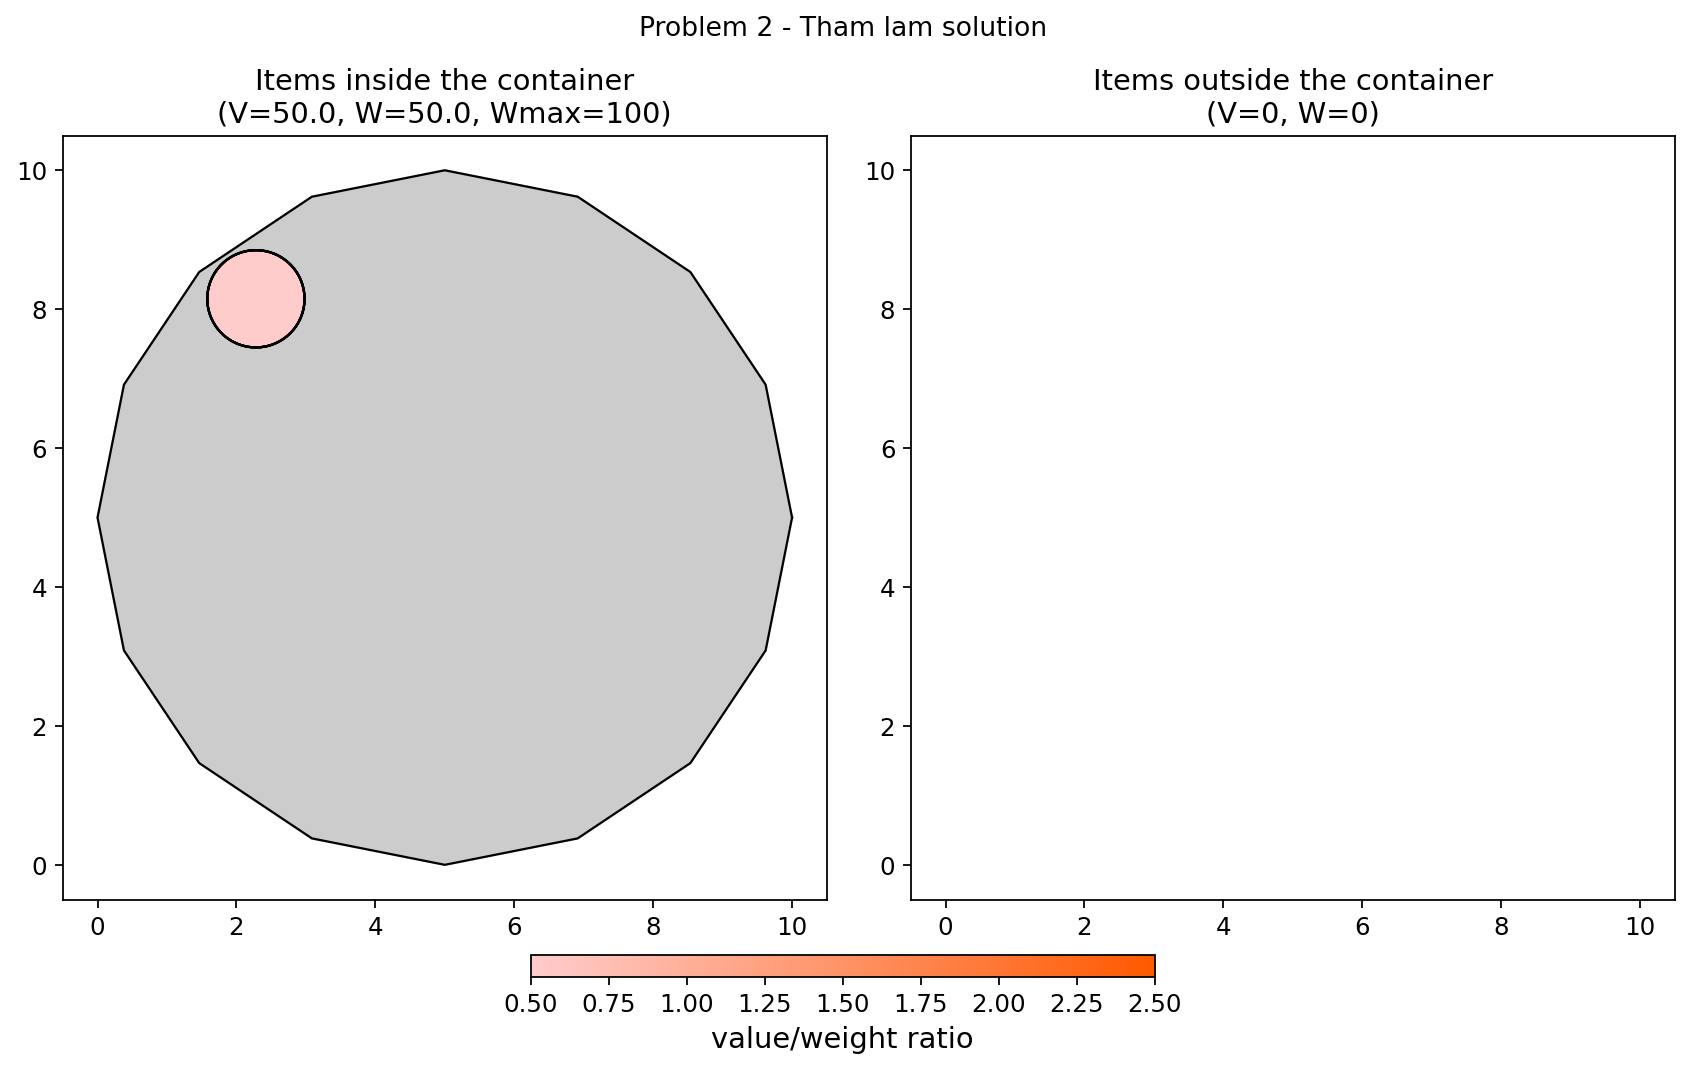 Problem 2 - Tham lam solution
Items inside the container
(V=50.0, W=50.0, Wmax=100)
10
8
6
4
2
0
0 2 4 6 8 10
Items outside the container
(V=0, W=0)
10
8
6
4
2
0
0 2 4 6 8 10
0.50 0.75 1.00 1.25 1.50 1.75 2.00 2.25 2.50
value/weight ratio